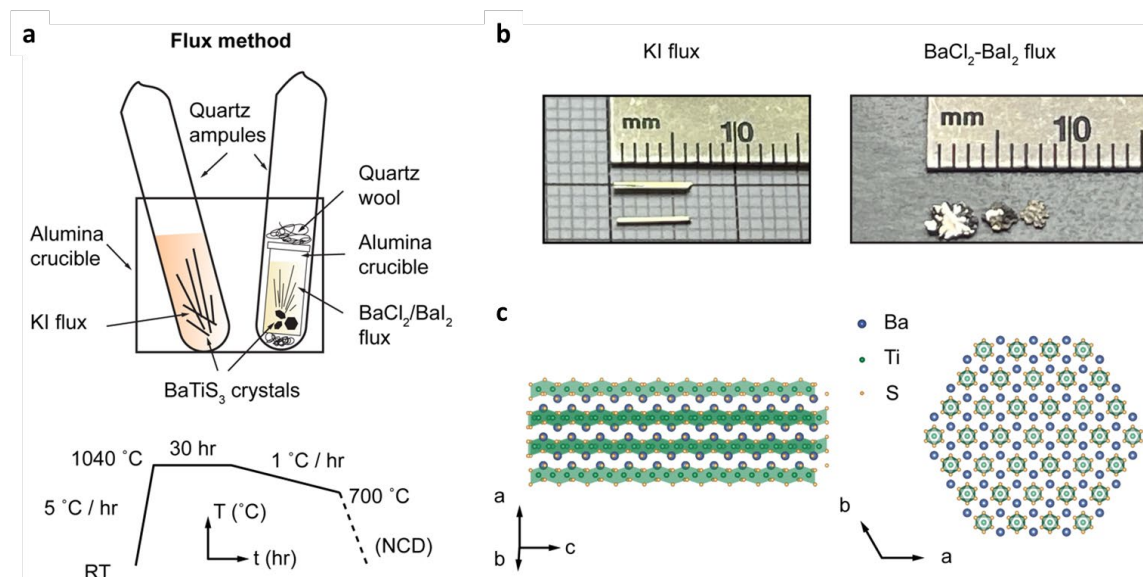 a
Flux method
Quartz
ampules
Quartz
wool
Alumina
crucible
Alumina
crucible
KI flux
BaCl₂/BaI₂
flux
BaTiS₃ crystals
1040 ˚C
30 hr
1 ˚C / hr
5 ˚C / hr
700 ˚C
T (˚C)
t (hr)
(NCD)
RT
b
KI flux
BaCl₂-BaI₂ flux
mm 10
mm 10
c
Ba
Ti
S
a
b
c
b
a